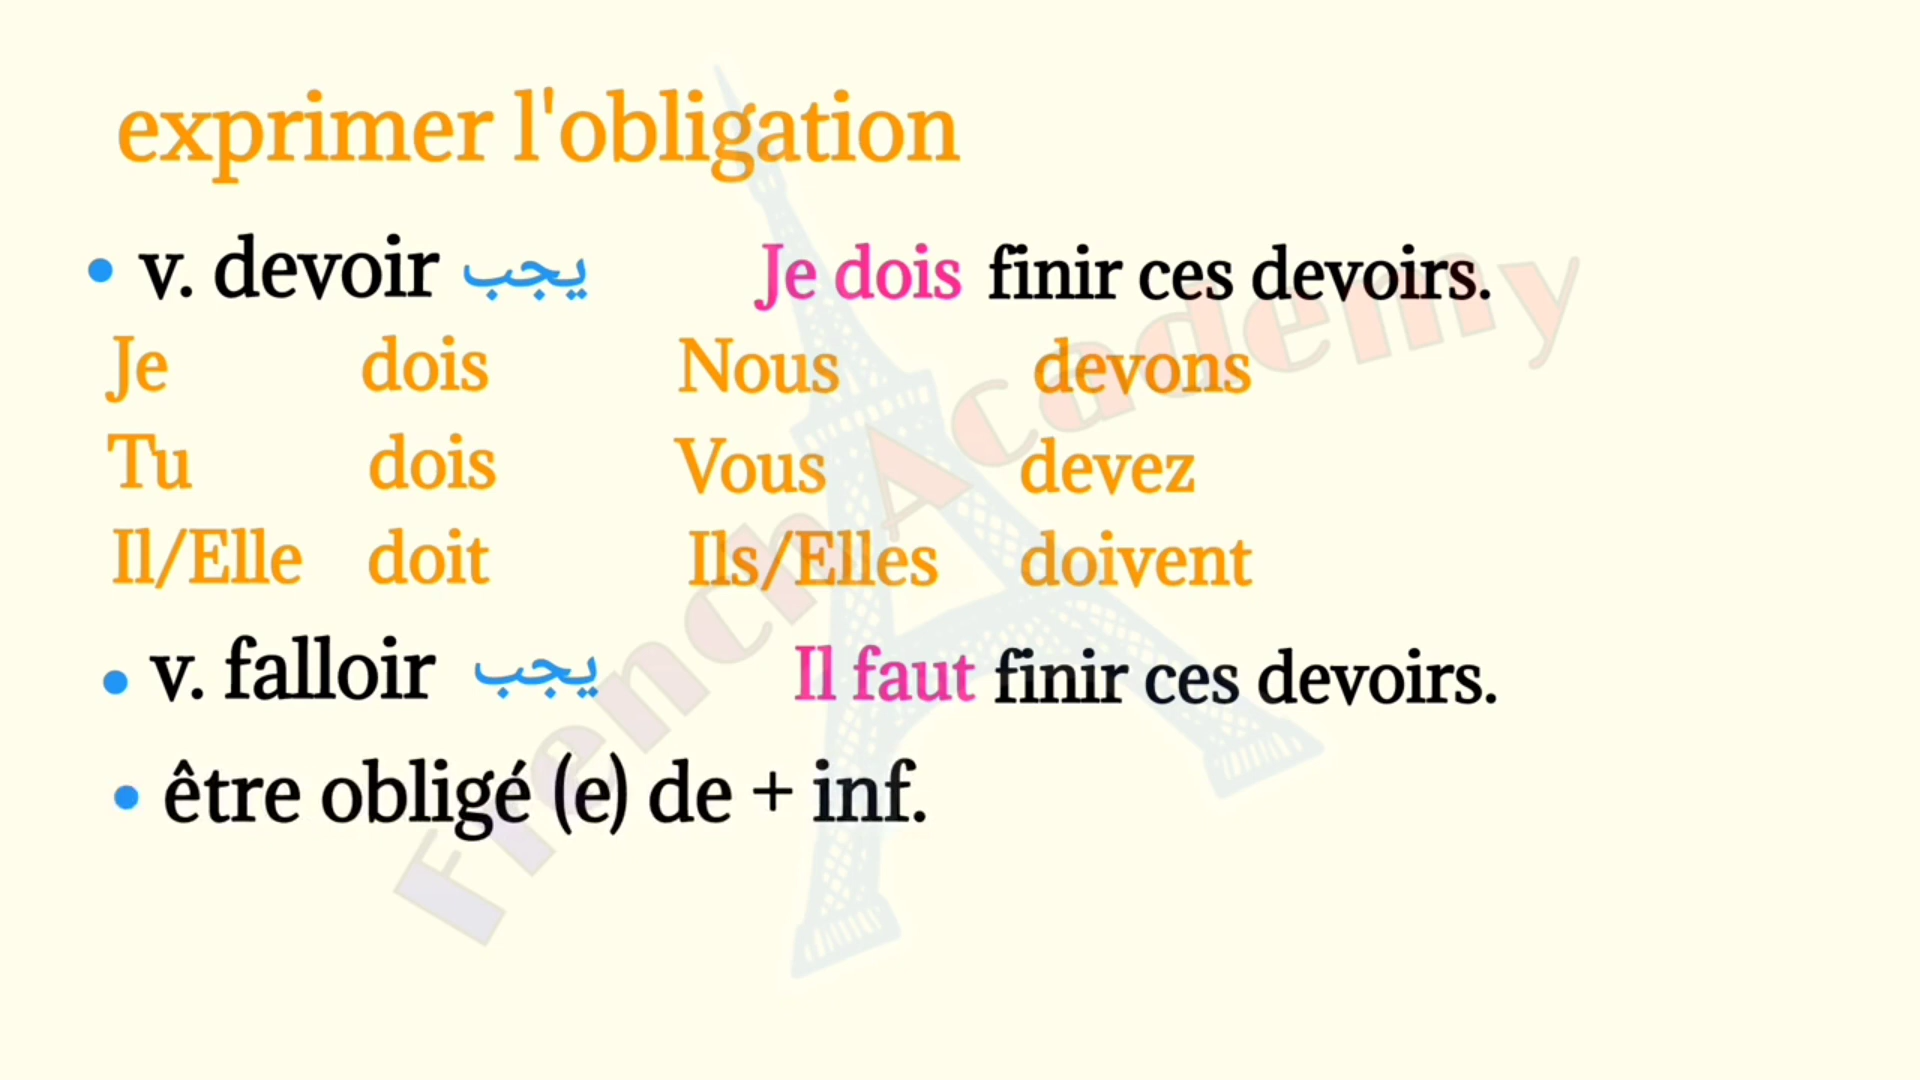 exprimer l'obligation
• v. devoir يجب Je dois finir ces devoirs.
Je dois Nous devons
Tu dois Vous devez
Il/Elle doit Ils/Elles doivent
• v. falloir يجب Il faut finir ces devoirs.
• être obligé (e) de + inf.
French Academy